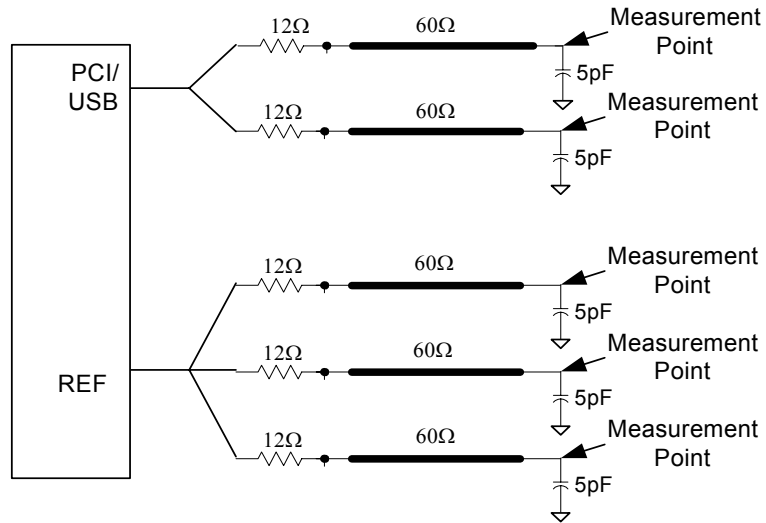 PCI/
USB
12Ω
60Ω
Measurement
Point
5pF
12Ω
60Ω
Measurement
Point
5pF
REF
12Ω
60Ω
Measurement
Point
5pF
12Ω
60Ω
Measurement
Point
5pF
12Ω
60Ω
Measurement
Point
5pF